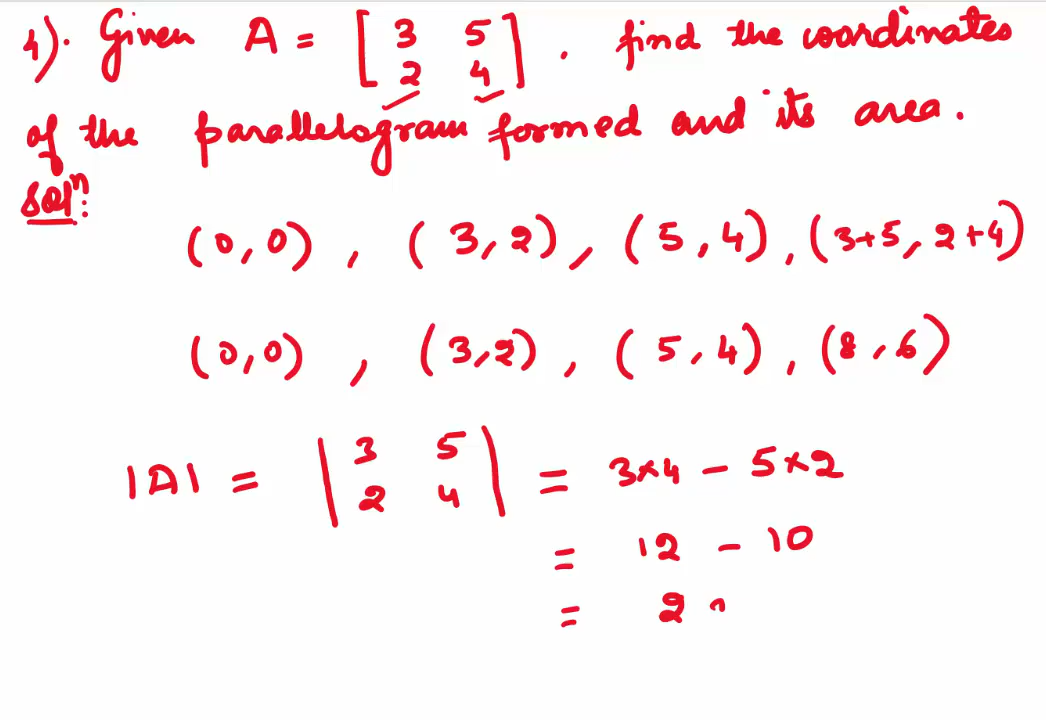 4). Given A = [ 3 5 ] . find the coordinates
2 4
of the parallelogram formed and its area.
Solⁿ:
(0,0) , (3,2) , (5,4) , (3+5, 2+4)
(0,0) , (3,2) , (5,4) , (8,6)
|A| = | 3 5 | = 3×4 - 5×2
2 4
= 12 - 10
= 2